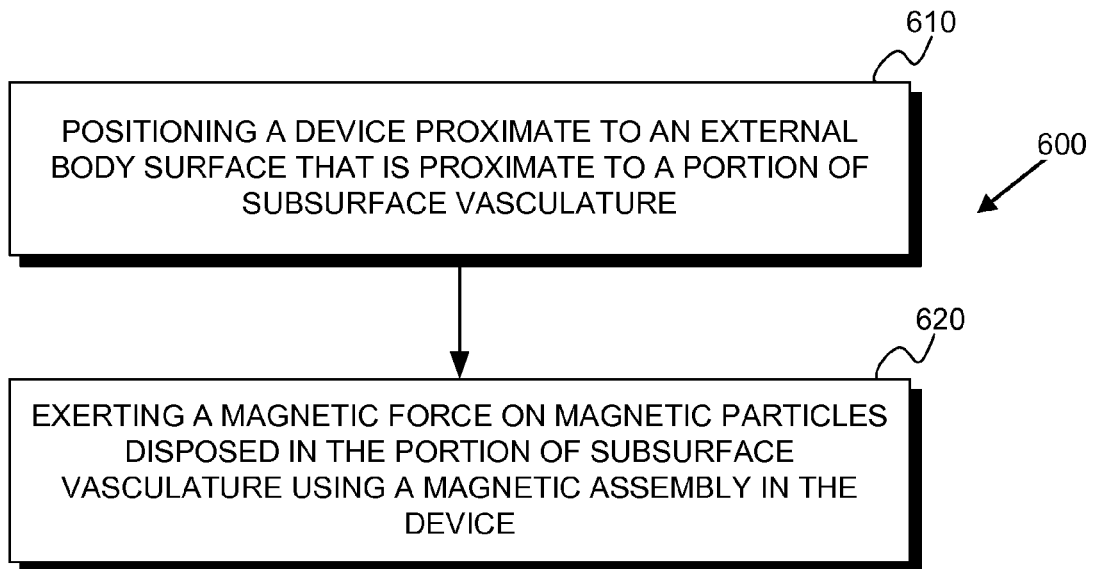 610
POSITIONING A DEVICE PROXIMATE TO AN EXTERNAL
BODY SURFACE THAT IS PROXIMATE TO A PORTION OF
SUBSURFACE VASCULATURE
600
620
EXERTING A MAGNETIC FORCE ON MAGNETIC PARTICLES
DISPOSED IN THE PORTION OF SUBSURFACE
VASCULATURE USING A MAGNETIC ASSEMBLY IN THE
DEVICE